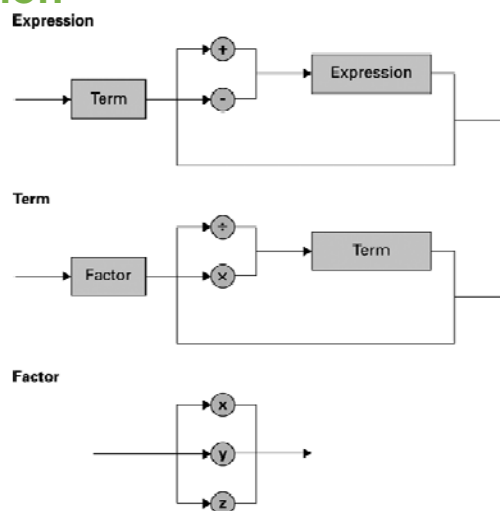 Expression
+
Term
-
Expression
Term
÷
Factor
×
Term
Factor
x
y
z